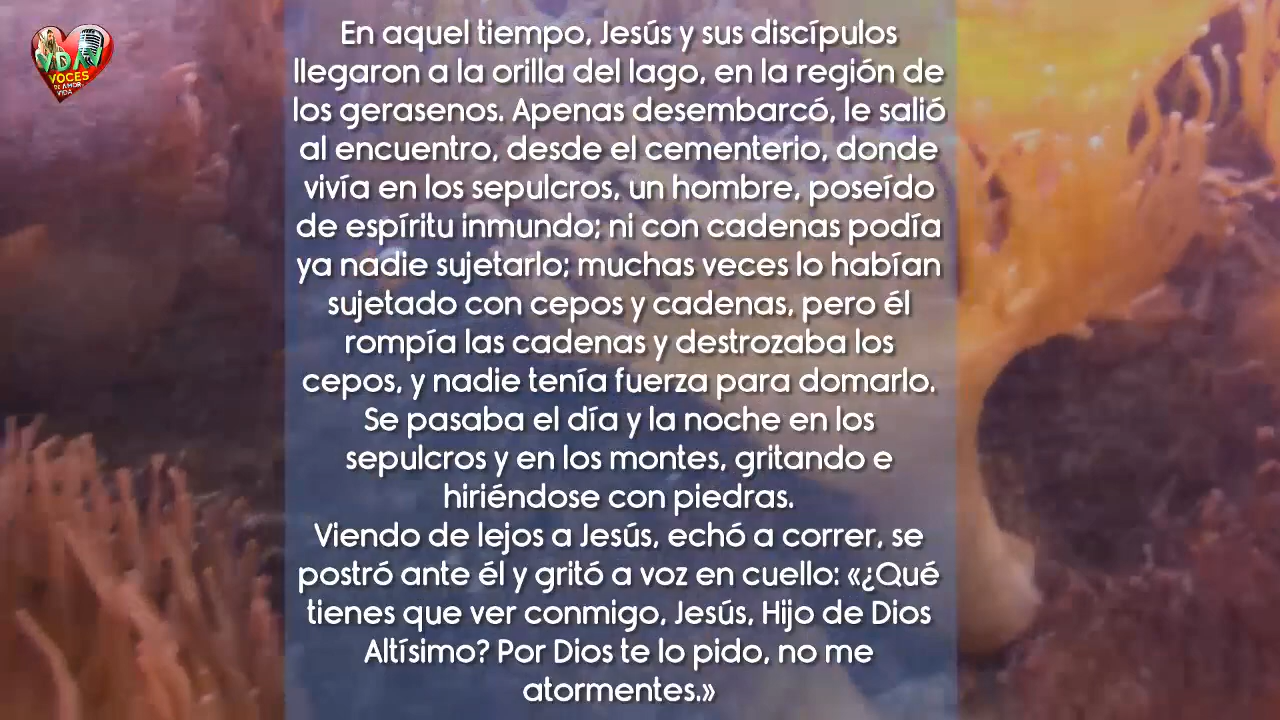 VDAV
VOCES
DE AMOR Y
VIDA
En aquel tiempo, Jesús y sus discípulos
llegaron a la orilla del lago, en la región de
los gerasenos. Apenas desembarcó, le salió
al encuentro, desde el cementerio, donde
vivía en los sepulcros, un hombre, poseído
de espíritu inmundo; ni con cadenas podía
ya nadie sujetarlo; muchas veces lo habían
sujetado con cepos y cadenas, pero él
rompía las cadenas y destrozaba los
cepos, y nadie tenía fuerza para domarlo.
Se pasaba el día y la noche en los
sepulcros y en los montes, gritando e
hiriéndose con piedras.
Viendo de lejos a Jesús, echó a correr, se
postró ante él y gritó a voz en cuello: «¿Qué
tienes que ver conmigo, Jesús, Hijo de Dios
Altísimo? Por Dios te lo pido, no me
atormentes.»